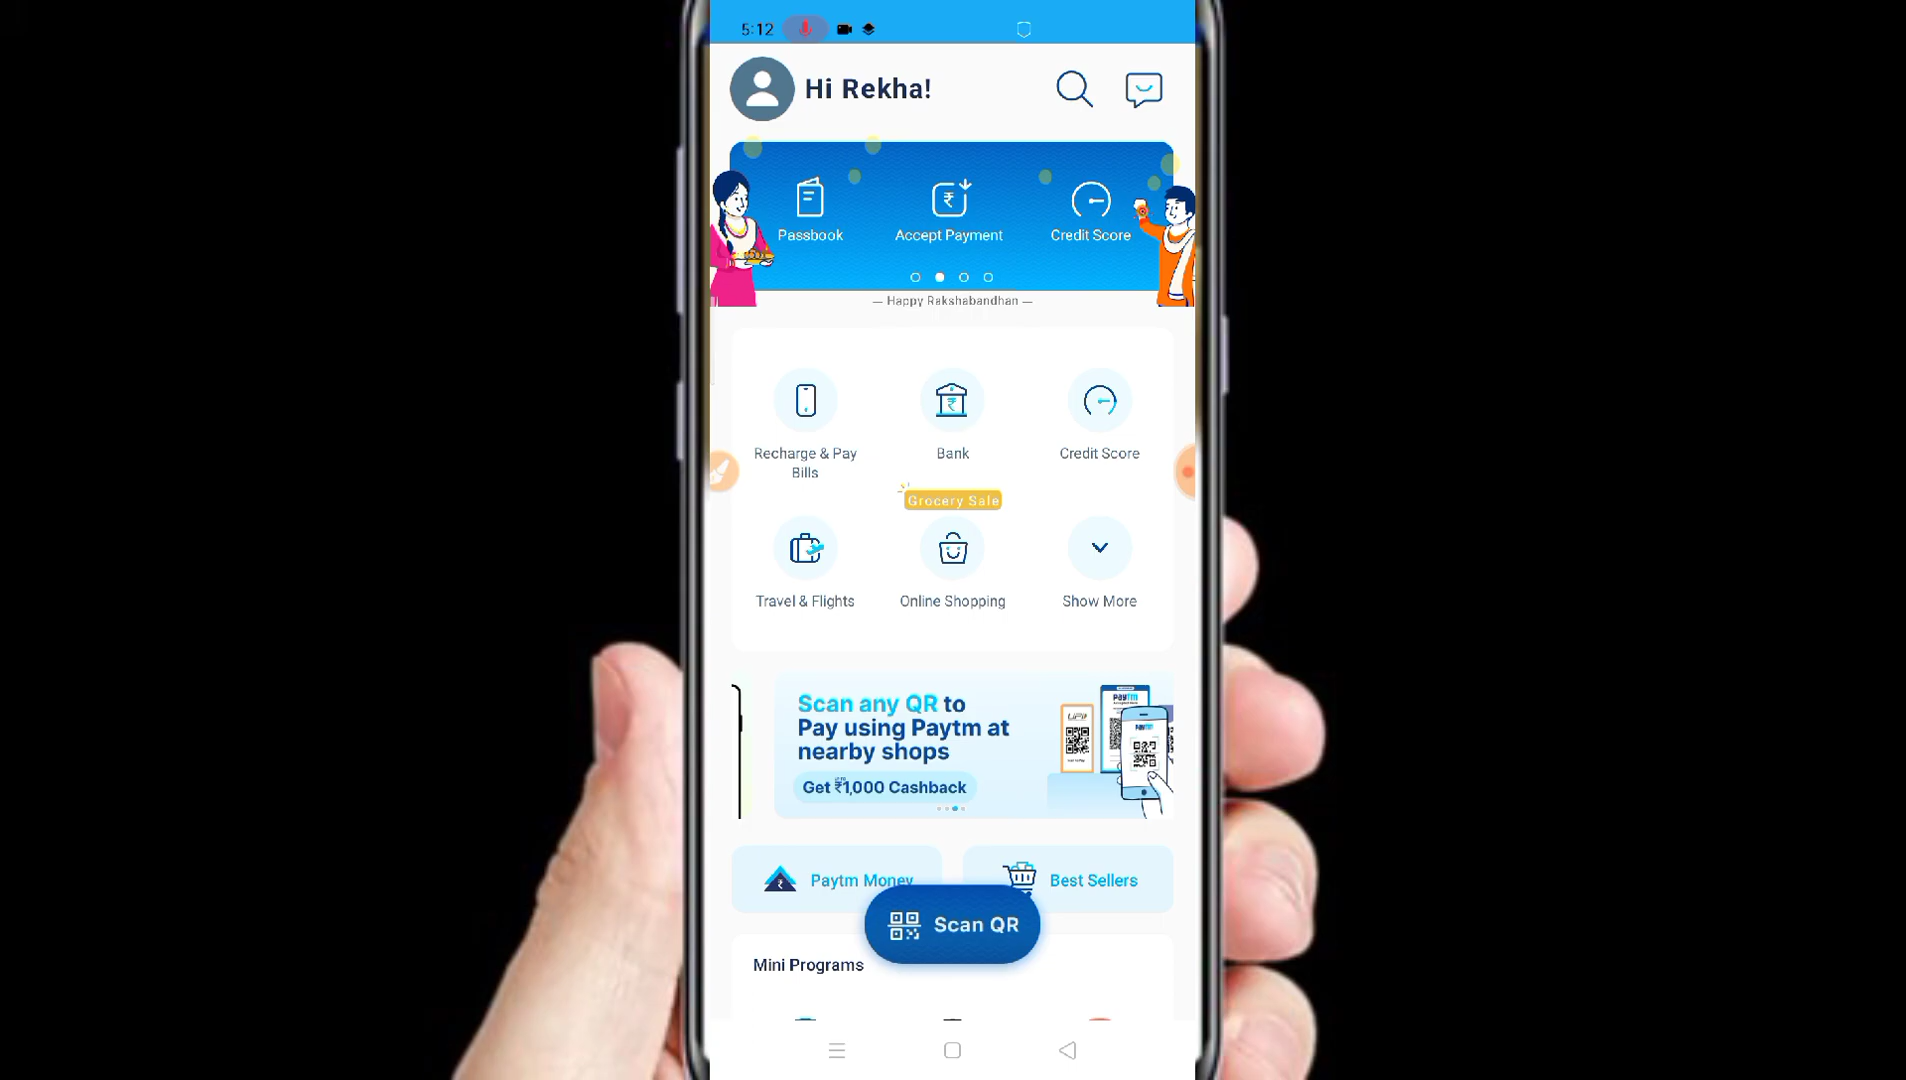 5:12
Hi Rekha!
Passbook
Accept Payment
Credit Score
— Happy Rakshabandhan —
Recharge & Pay
Bills
Bank
Credit Score
Grocery Sale
Travel & Flights
Online Shopping
Show More
Scan any QR to
Pay using Paytm at
nearby shops
Get ₹1,000 Cashback
paytm
UPI
Paytm Money
Best Sellers
Scan QR
Mini Programs